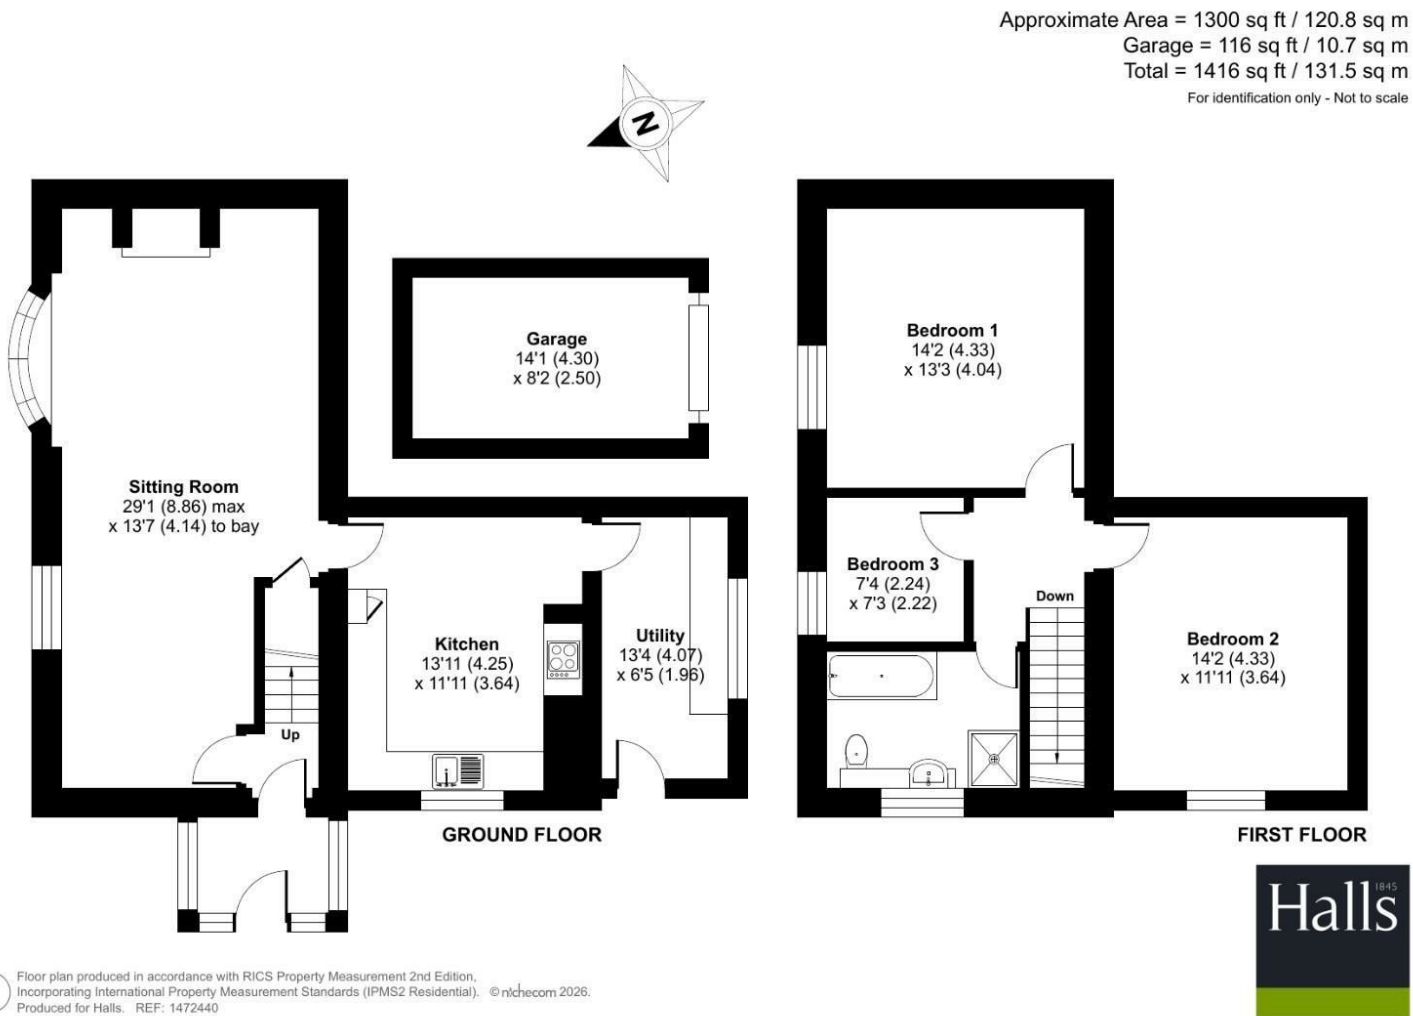 Approximate Area = 1300 sq ft / 120.8 sq m
Garage = 116 sq ft / 10.7 sq m
Total = 1416 sq ft / 131.5 sq m
For identification only - Not to scale
N
Garage
14'1 (4.30)
x 8'2 (2.50)
Bedroom 1
14'2 (4.33)
x 13'3 (4.04)
Sitting Room
29'1 (8.86) max
x 13'7 (4.14) to bay
Bedroom 3
7'4 (2.24)
x 7'3 (2.22)
Down
Kitchen
13'11 (4.25)
x 11'11 (3.64)
Utility
13'4 (4.07)
x 6'5 (1.96)
Bedroom 2
14'2 (4.33)
x 11'11 (3.64)
Up
GROUND FLOOR
FIRST FLOOR
Halls
1845
Floor plan produced in accordance with RICS Property Measurement 2nd Edition,
Incorporating International Property Measurement Standards (IPMS2 Residential). ©nichecom 2026.
Produced for Halls. REF: 1472440